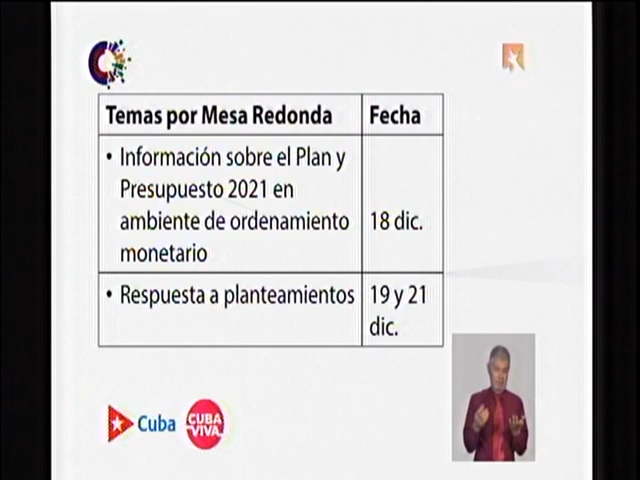 Temas por Mesa Redonda
Fecha
• Información sobre el Plan y
Presupuesto 2021 en
ambiente de ordenamiento
monetario
18 dic.
• Respuesta a planteamientos
19 y 21
dic.
Cuba
CUBA
VIVA